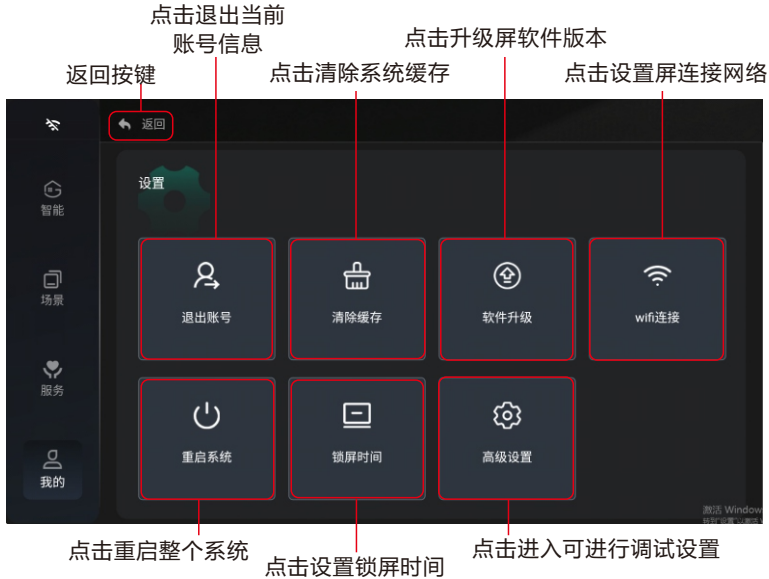 点击退出当前
账号信息
点击升级屏软件版本
返回按键
点击清除系统缓存
点击设置屏连接网络
返回
设置
智能
场景
服务
我的
退出账号
清除缓存
软件升级
wifi连接
重启系统
锁屏时间
高级设置
激活 Window
点击重启整个系统
点击设置锁屏时间
点击进入可进行调试设置